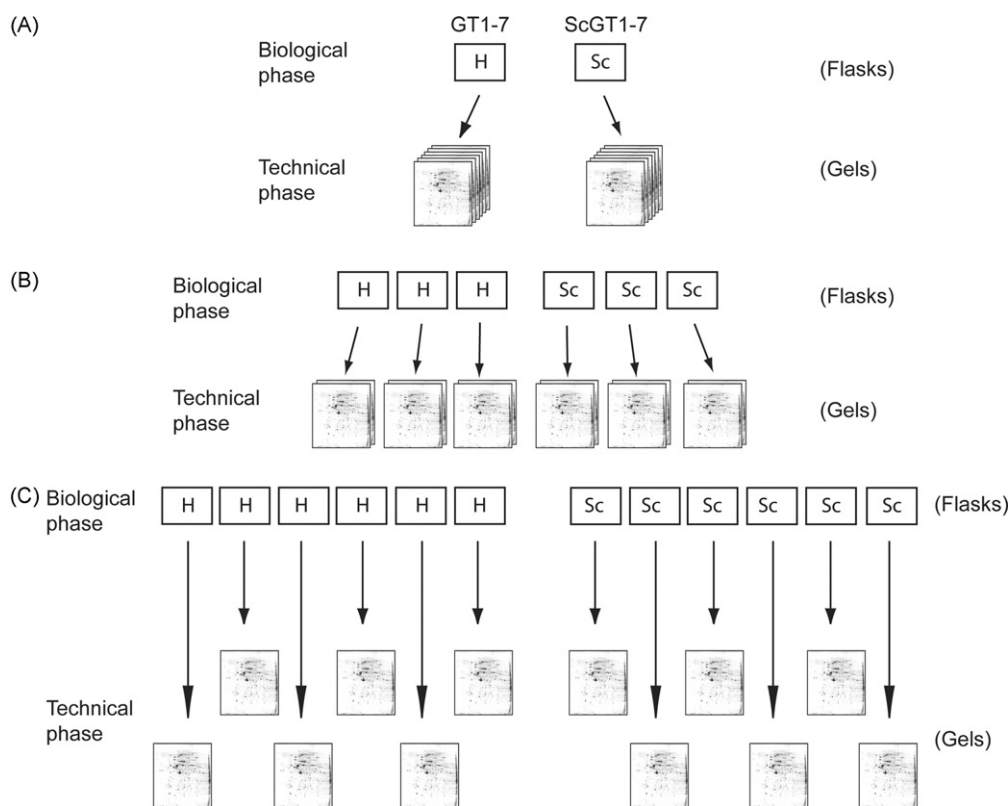 (A)
GT1-7 ScGT1-7
Biological
phase
H Sc
(Flasks)
Technical
phase
(Gels)
(B)
Biological
phase
H H H Sc Sc Sc
(Flasks)
Technical
phase
(Gels)
(C)
Biological
phase
H H H H H H Sc Sc Sc Sc Sc Sc
(Flasks)
Technical
phase
(Gels)